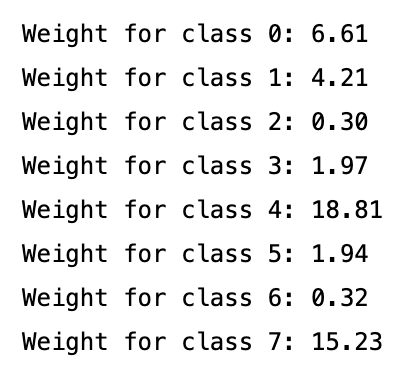 Weight for class 0: 6.61
Weight for class 1: 4.21
Weight for class 2: 0.30
Weight for class 3: 1.97
Weight for class 4: 18.81
Weight for class 5: 1.94
Weight for class 6: 0.32
Weight for class 7: 15.23